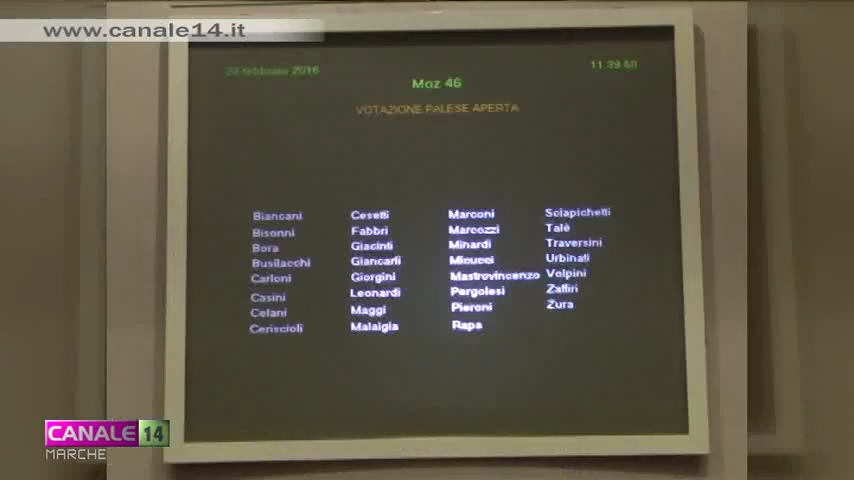 www.canale14.it
23 febbraio 2016
11:39:50
Moz 46
VOTAZIONE PALESE APERTA
Biancani
Bisonni
Bora
Busilacchi
Carloni
Casini
Celani
Ceriscioli
Cesetti
Fabbri
Giacinti
Giancarli
Giorgini
Leonardi
Maggi
Malaigia
Marconi
Marcozzi
Minardi
Micucci
Mastrovincenzo
Pergolesi
Pieroni
Rapa
Sciapichetti
Talè
Traversini
Urbinati
Volpini
Zaffiri
Zura
CANALE 14
MARCHE